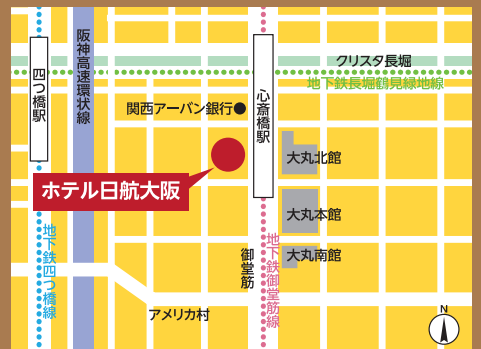 クリスタ長堀
地下鉄長堀鶴見緑地線
四つ橋駅
阪神高速環状線
関西アーバン銀行
心斎橋駅
大丸北館
ホテル日航大阪
大丸本館
地下鉄四つ橋線
御堂筋
地下鉄御堂筋線
大丸南館
アメリカ村
N